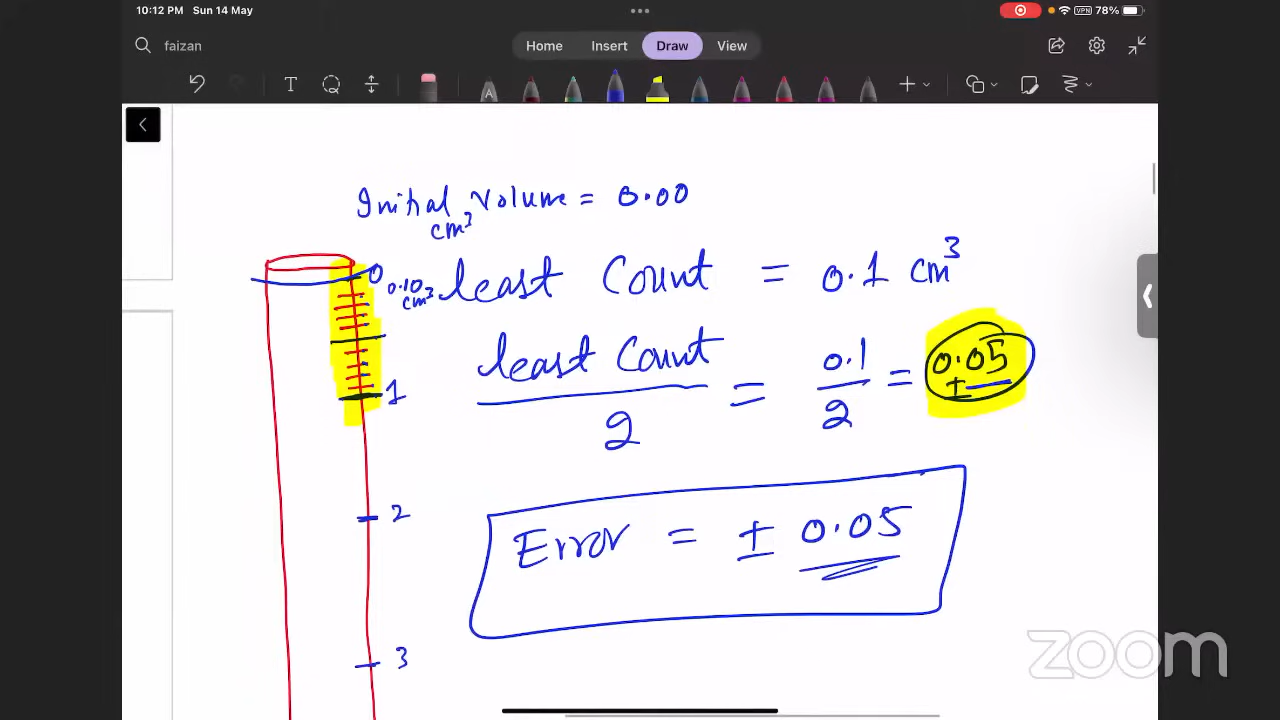 10:12 PM Sun 14 May
VPN 78%
faizan
Home Insert Draw View
T
A
Initial Volume = 0.00
cm³
0
0.10
cm³
least Count = 0.1 cm³
least Count / 2 = 0.1 / 2 = 0.05
±
1
Error = ± 0.05
2
3
zoom